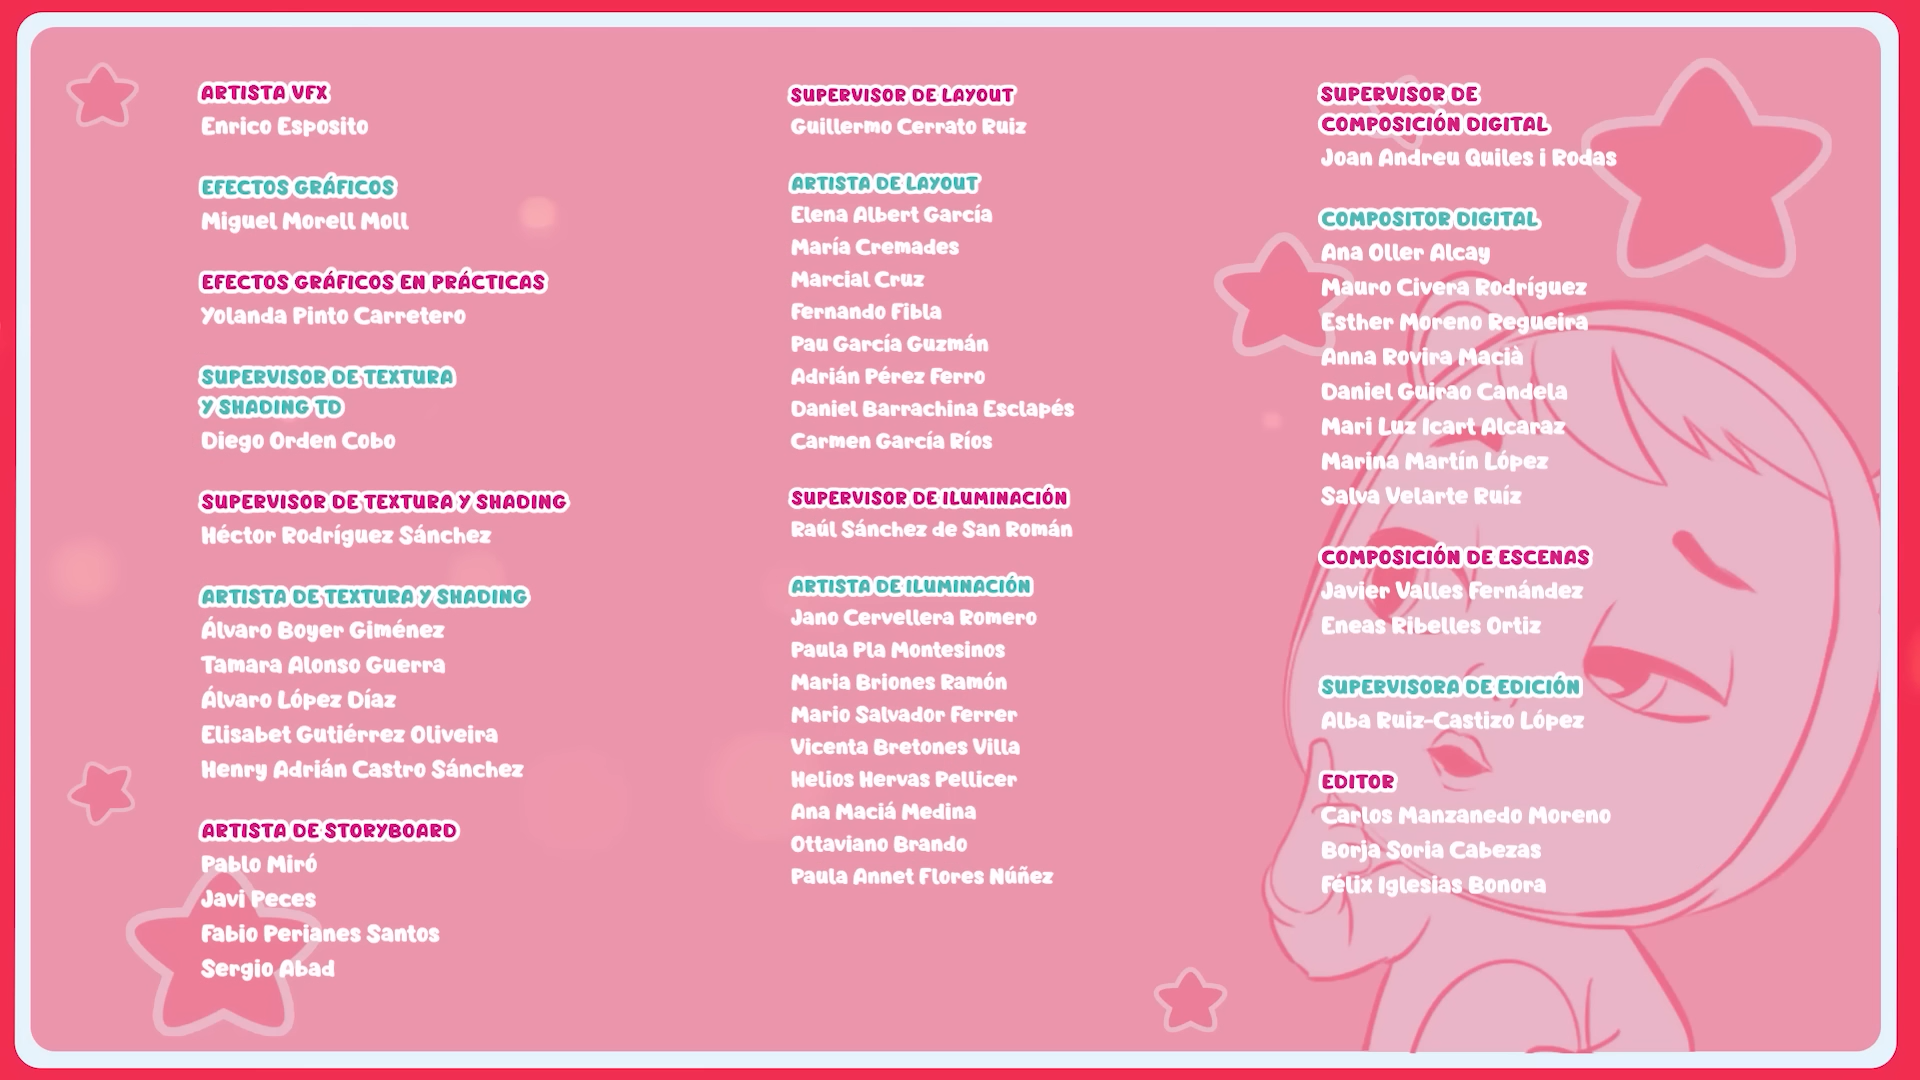 ARTISTA VFX
Enrico Esposito
EFECTOS GRÁFICOS
Miguel Morell Moll
EFECTOS GRÁFICOS EN PRÁCTICAS
Yolanda Pinto Carretero
SUPERVISOR DE TEXTURA
Y SHADING TD
Diego Orden Cobo
SUPERVISOR DE TEXTURA Y SHADING
Héctor Rodríguez Sánchez
ARTISTA DE TEXTURA Y SHADING
Álvaro Boyer Giménez
Tamara Alonso Guerra
Álvaro López Díaz
Elisabet Gutiérrez Oliveira
Henry Adrián Castro Sánchez
ARTISTA DE STORYBOARD
Pablo Miró
Javi Peces
Fabio Perianes Santos
Sergio Abad
SUPERVISOR DE LAYOUT
Guillermo Cerrato Ruiz
ARTISTA DE LAYOUT
Elena Albert García
María Cremades
Marcial Cruz
Fernando Fibla
Pau García Guzmán
Adrián Pérez Ferro
Daniel Barrachina Esclapés
Carmen García Ríos
SUPERVISOR DE ILUMINACIÓN
Raúl Sánchez de San Román
ARTISTA DE ILUMINACIÓN
Jano Cervellera Romero
Paula Pla Montesinos
Maria Briones Ramón
Mario Salvador Ferrer
Vicenta Bretones Villa
Helios Hervas Pellicer
Ana Maciá Medina
Ottaviano Brando
Paula Annet Flores Núñez
SUPERVISOR DE
COMPOSICIÓN DIGITAL
Joan Andreu Quiles i Rodas
COMPOSITOR DIGITAL
Ana Oller Alcay
Mauro Civera Rodríguez
Esther Moreno Regueira
Anna Rovira Macià
Daniel Guirao Candela
Mari Luz Icart Alcaraz
Marina Martín López
Salva Velarte Ruíz
COMPOSICIÓN DE ESCENAS
Javier Valles Fernández
Eneas Ribelles Ortiz
SUPERVISORA DE EDICIÓN
Alba Ruiz-Castizo López
EDITOR
Carlos Manzanedo Moreno
Borja Soria Cabezas
Félix Iglesias Bonora